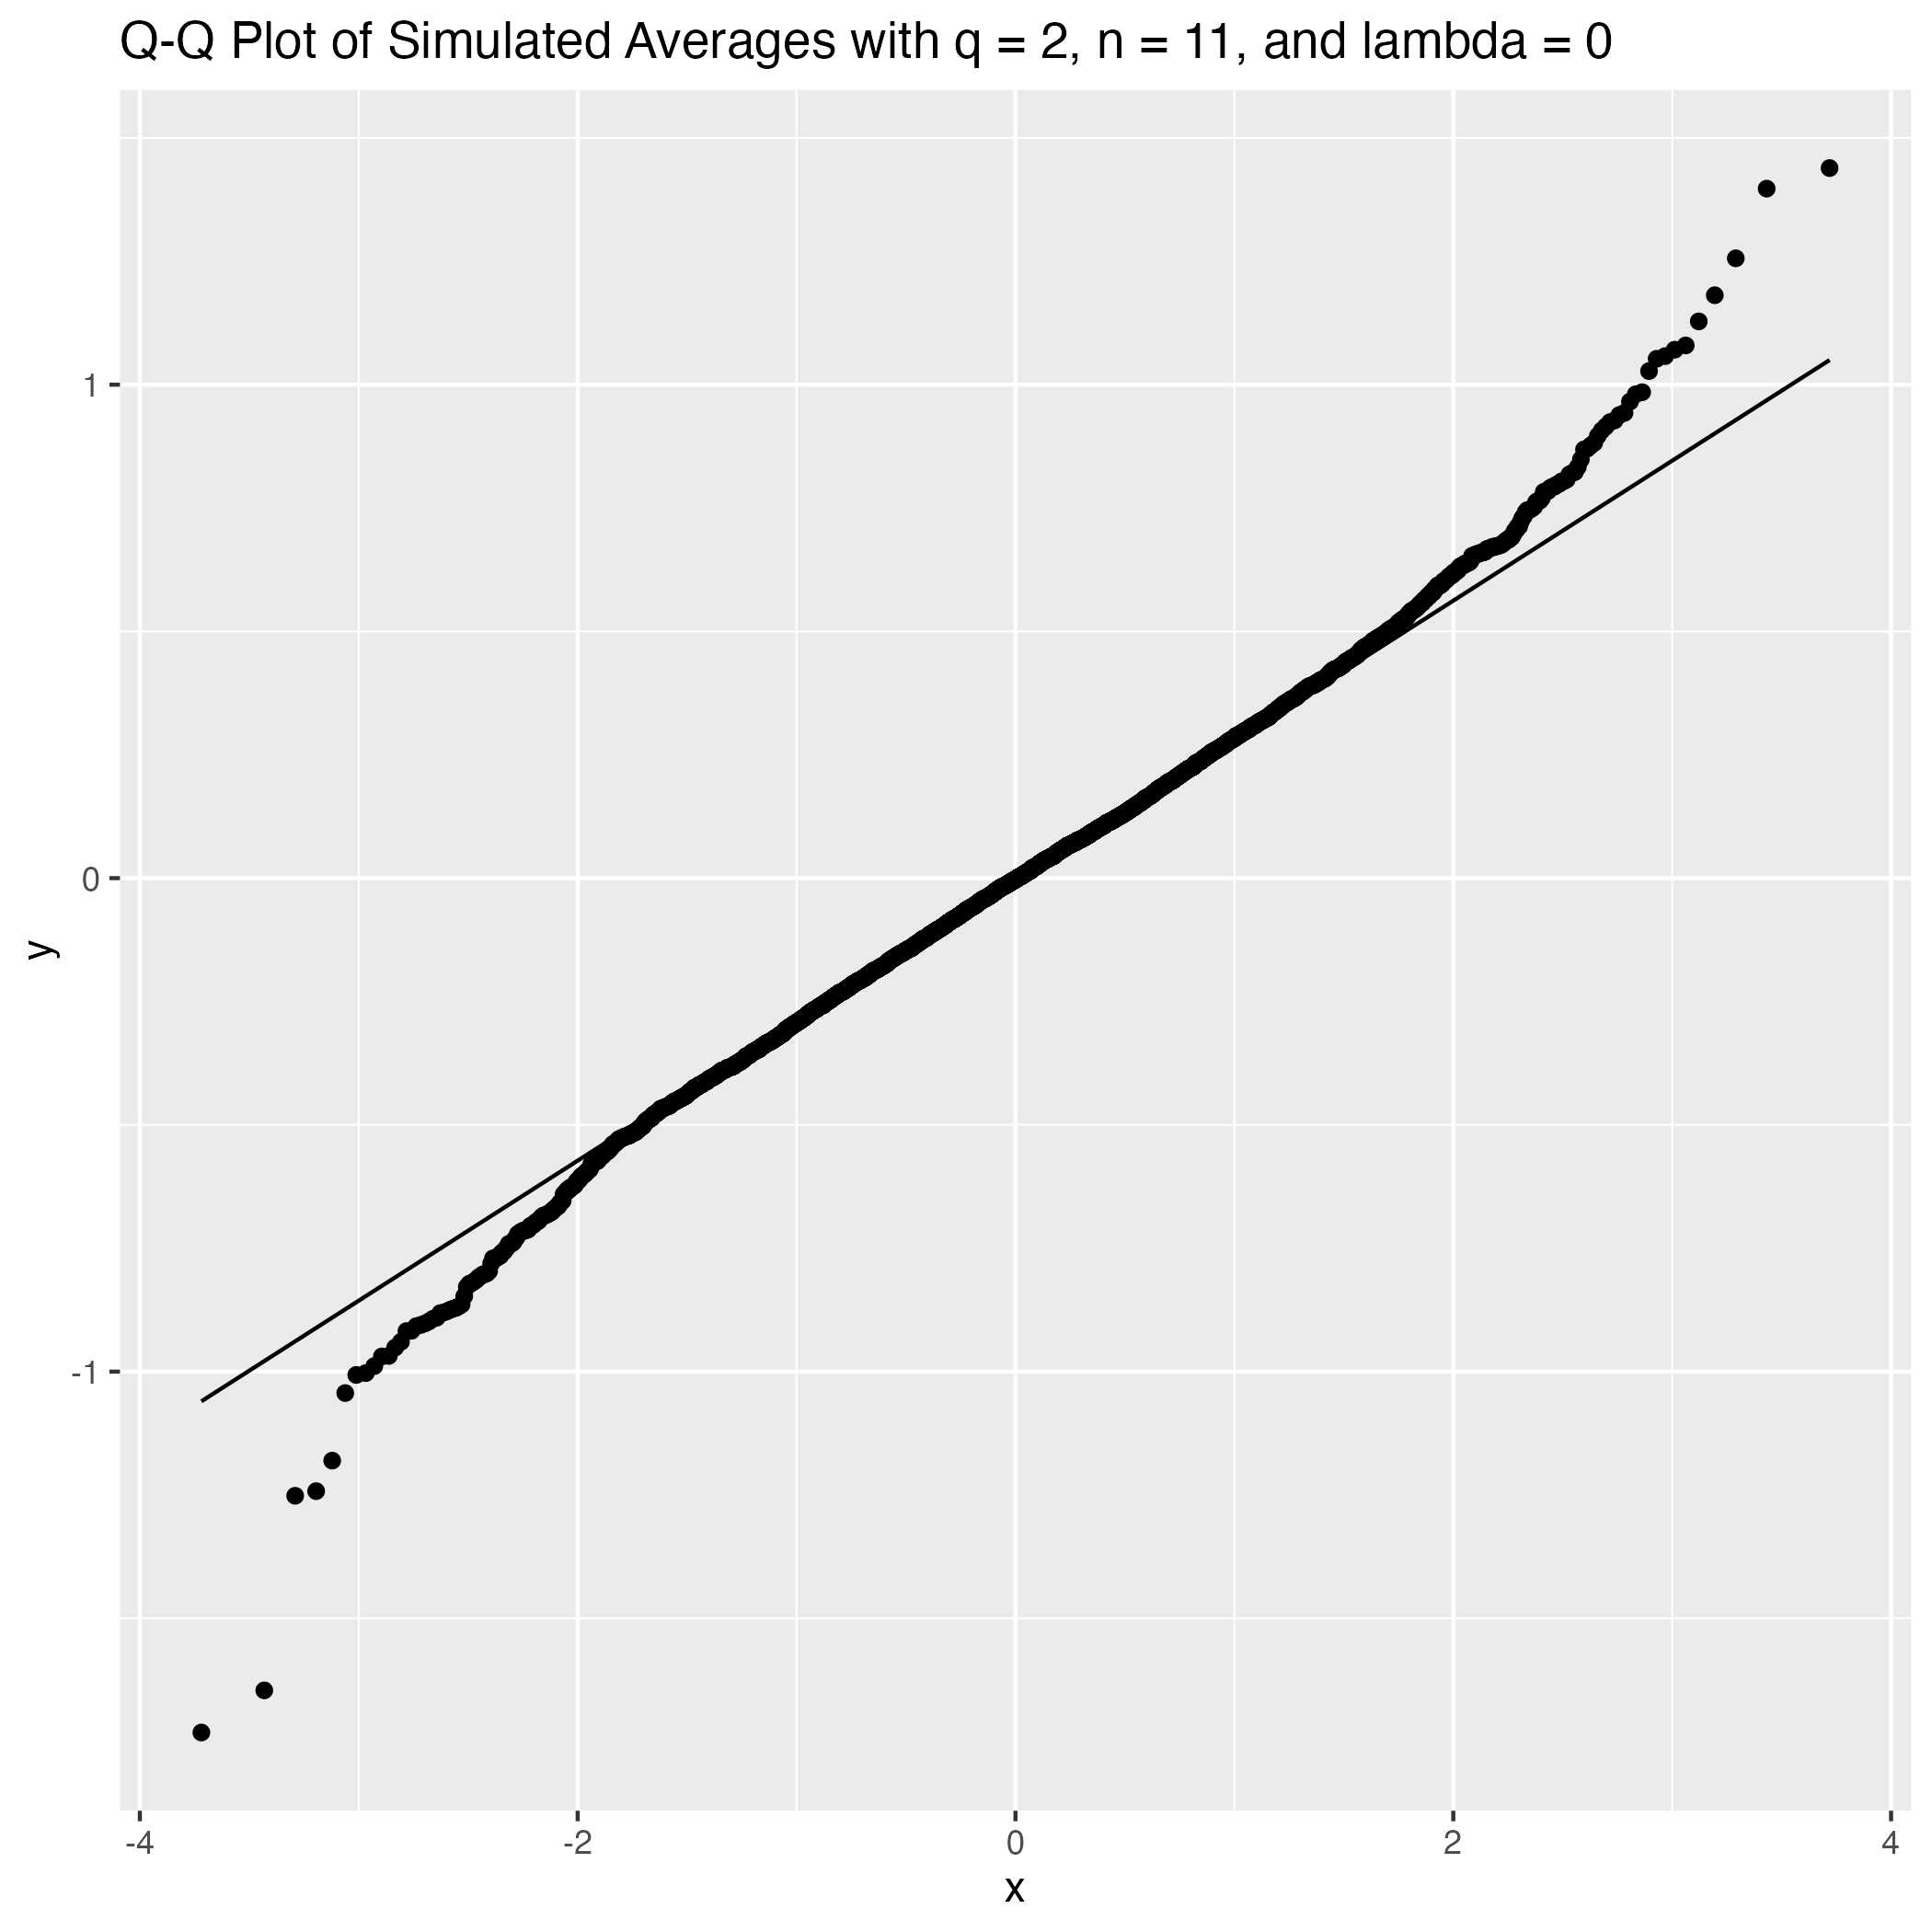 Q-Q Plot of Simulated Averages with q = 2, n = 11, and lambda = 0
1
0
-1
y
-4
-2
0
2
4
x